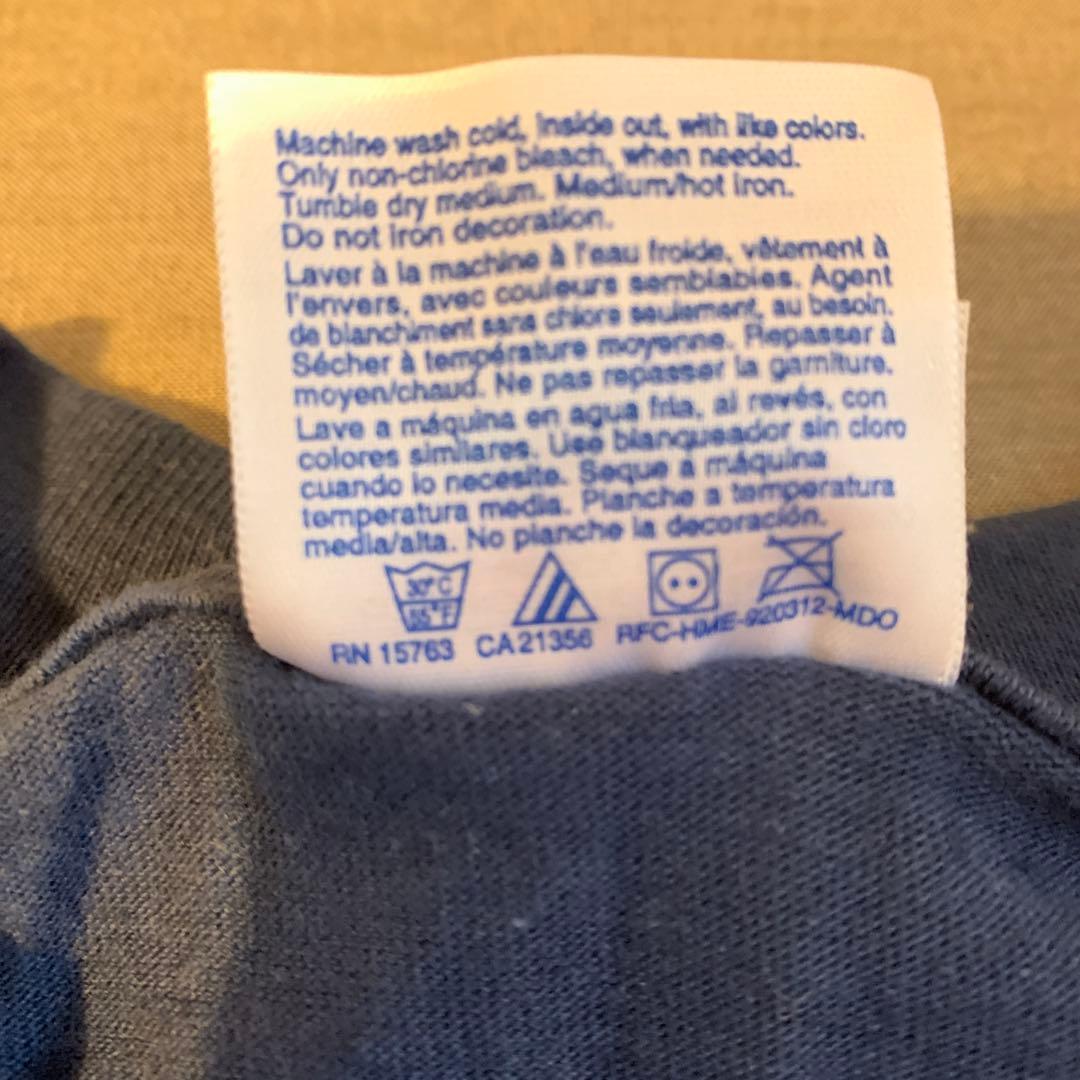 Machine wash cold, inside out, with like colors.
Only non-chlorine bleach, when needed.
Tumble dry medium. Medium/hot iron.
Do not iron decoration.
Laver à la machine à l'eau froide, vêtement à
l'envers, avec couleurs semblables. Agent
de blanchiment sans chlore seulement, au besoin.
Sécher à température moyenne. Repasser à
moyen/chaud. Ne pas repasser la garniture.
Lave a máquina en agua fría, al revés, con
colores similares. Use blanqueador sin cloro
cuando lo necesite. Seque a máquina
temperatura media. Planche a temperatura
media/alta. No planche la decoración.
30°C
85°F
RN 15763 CA21356 RFC-HME-920312-MDO